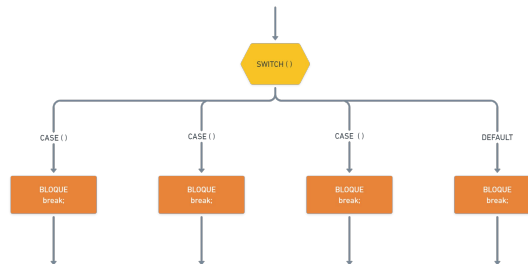 SWITCH ()
CASE ()
CASE ()
CASE ()
DEFAULT
BLOQUE
break;
BLOQUE
break;
BLOQUE
break;
BLOQUE
break;